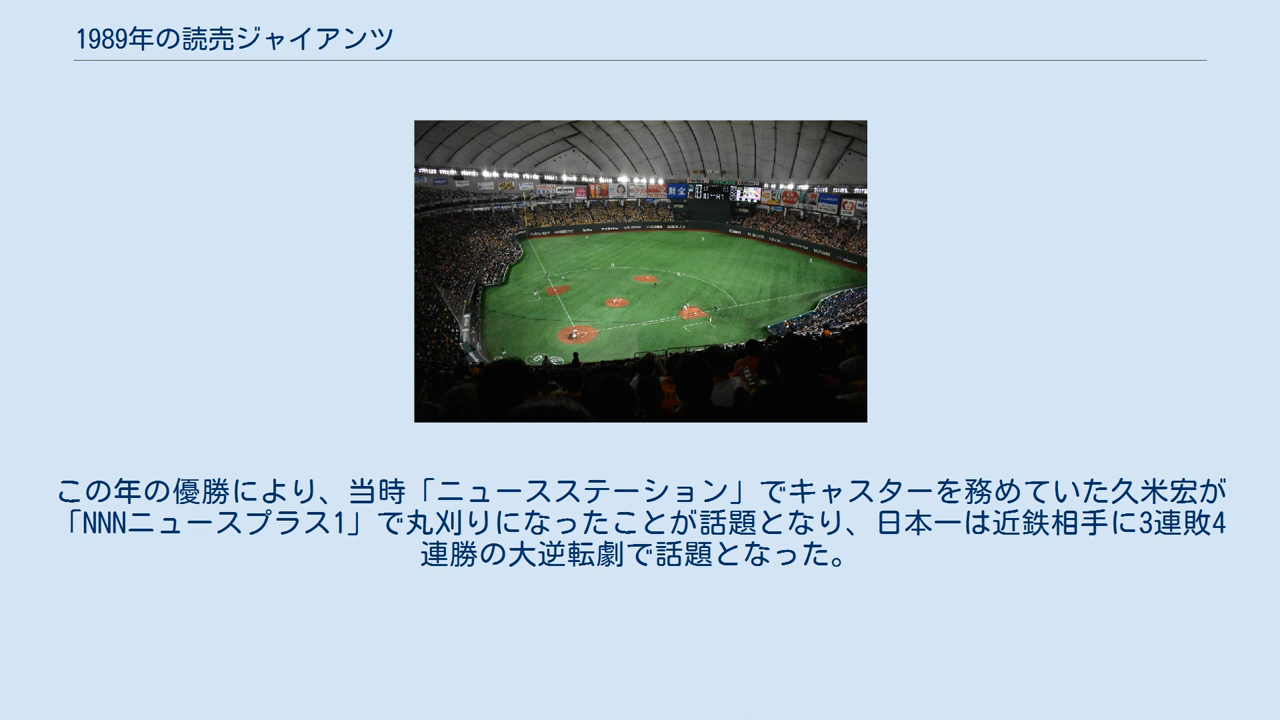 1989年の読売ジャイアンツ
この年の優勝により、当時「ニュースステーション」でキャスターを務めていた久米宏が
「NNNニュースプラス1」で丸刈りになったことが話題となり、日本一は近鉄相手に3連敗4
連勝の大逆転劇で話題となった。